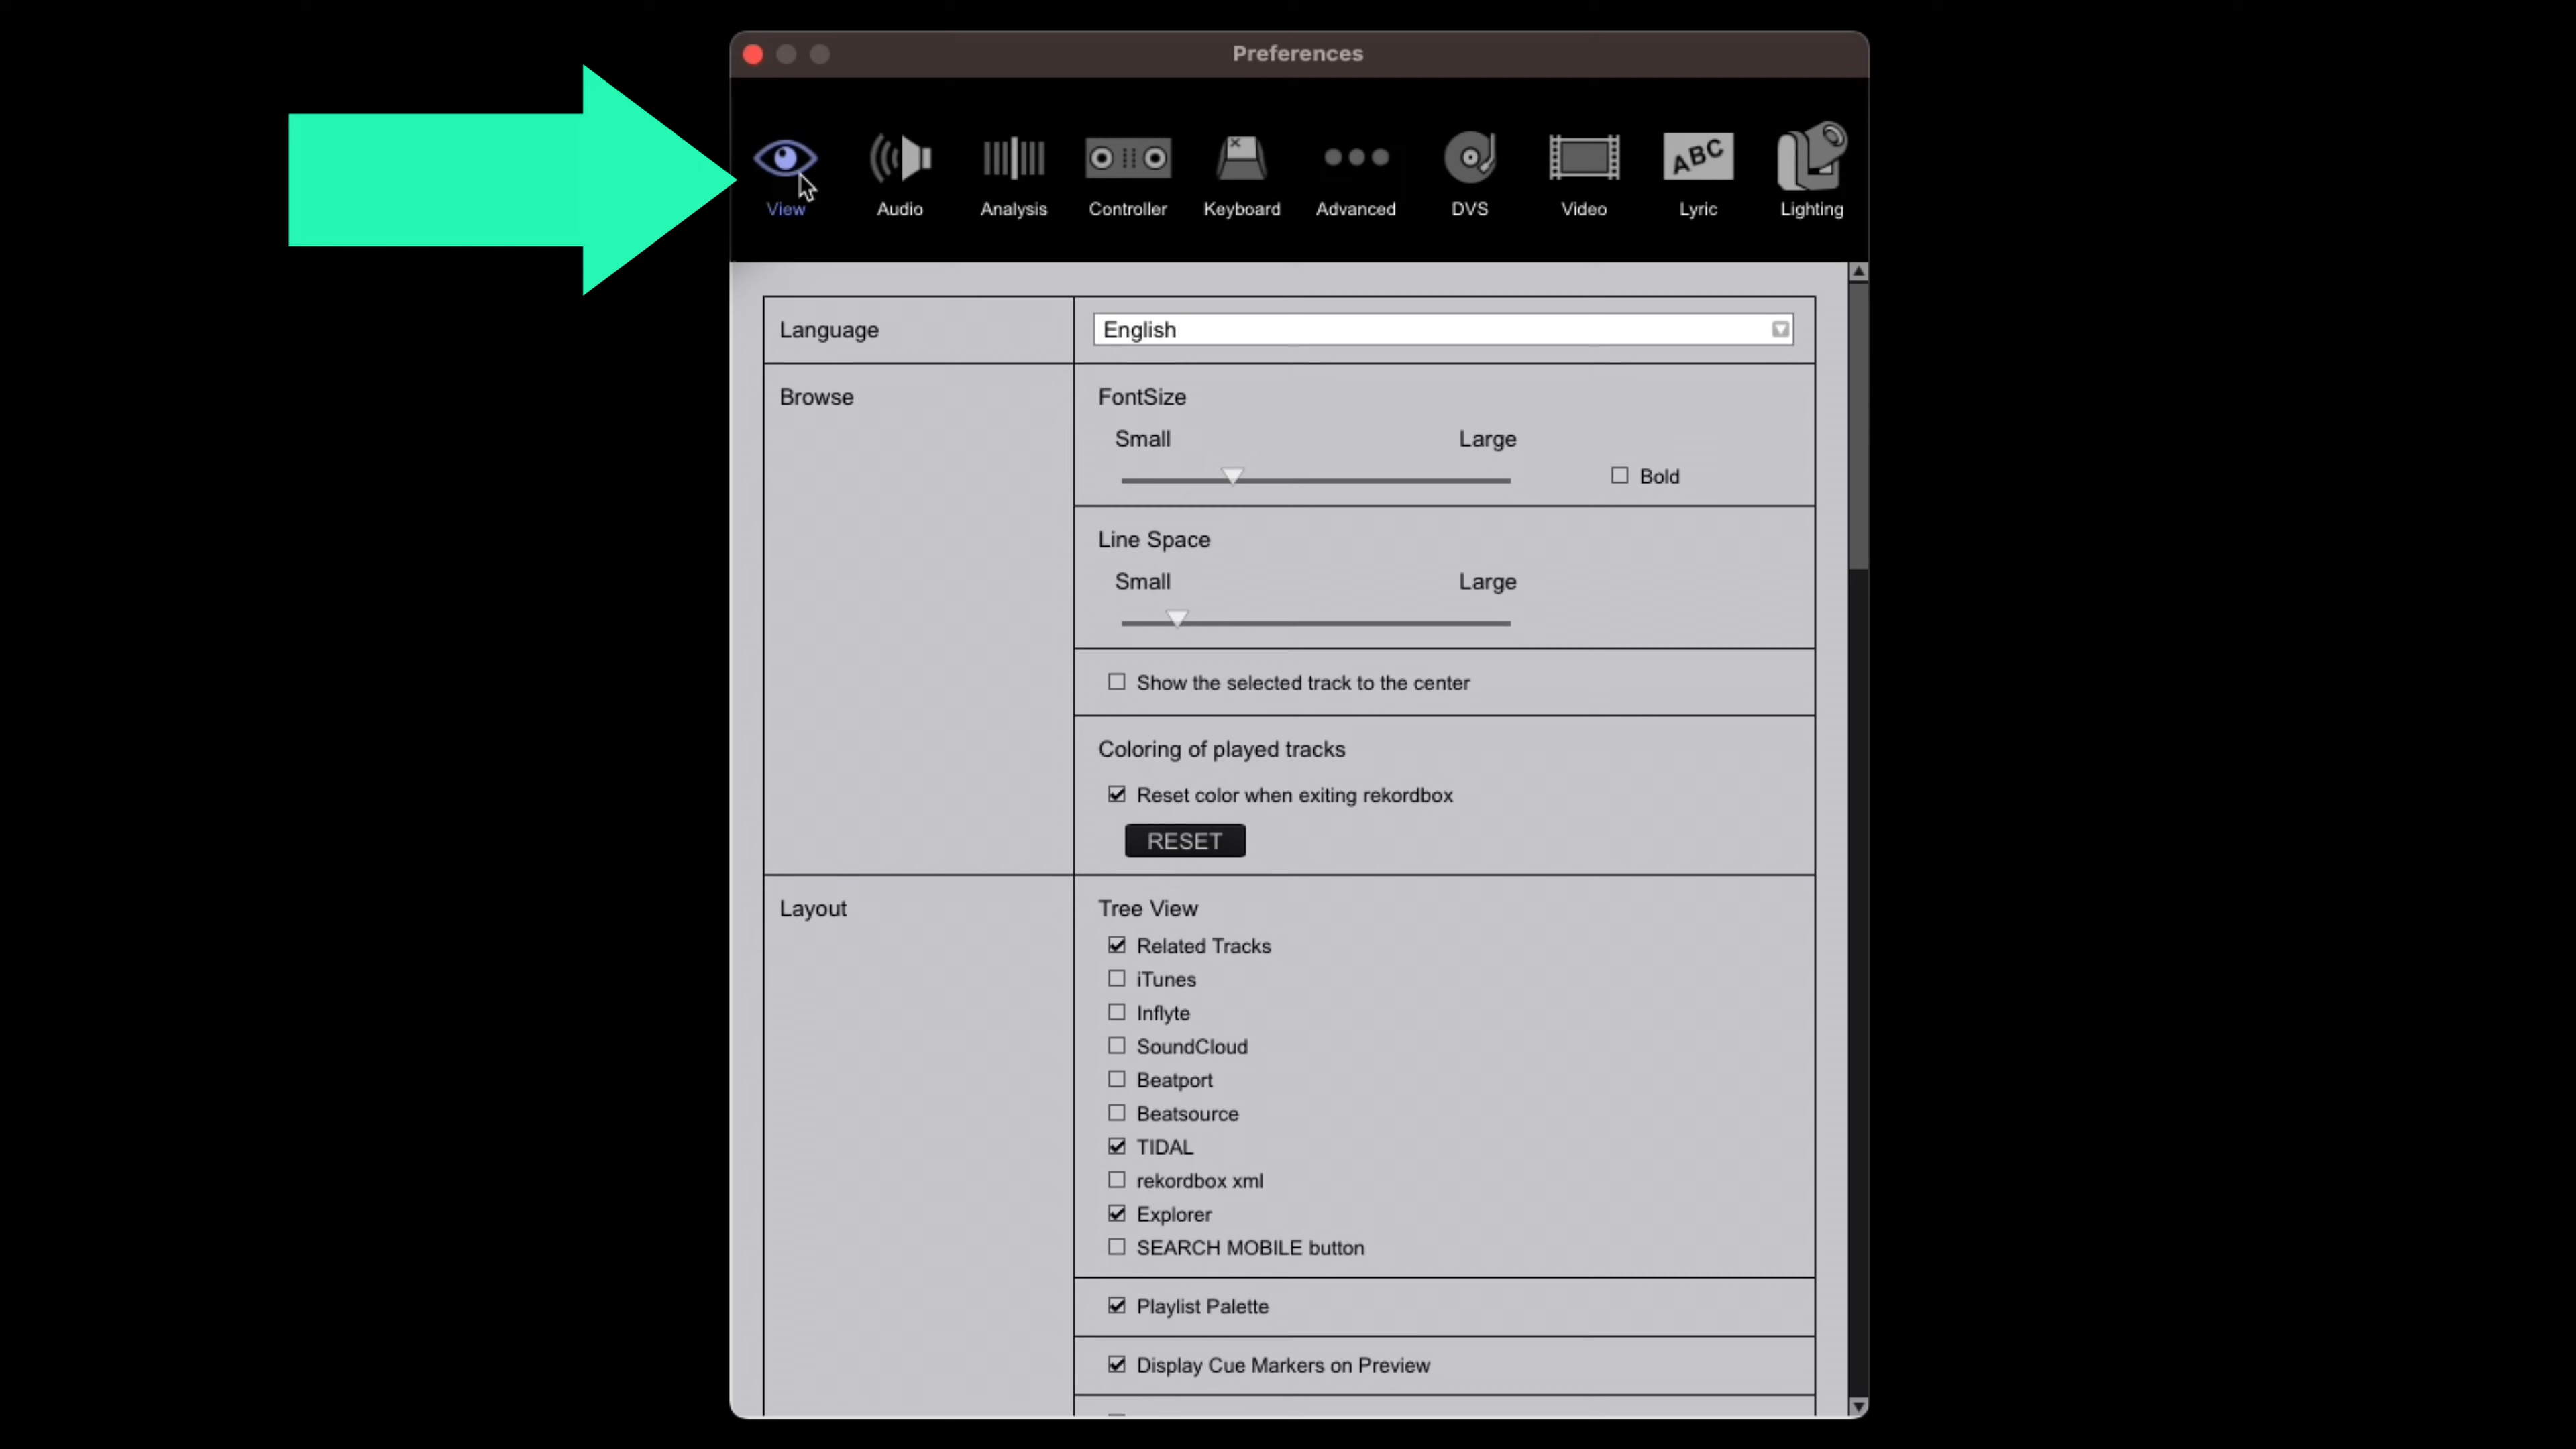 Preferences
View
Audio
Analysis
Controller
Keyboard
Advanced
DVS
Video
ABC
Lyric
Lighting
Language
English
Browse
FontSize
Small Large
Bold
Line Space
Small Large
Show the selected track to the center
Coloring of played tracks
Reset color when exiting rekordbox
RESET
Layout
Tree View
Related Tracks
iTunes
Inflyte
SoundCloud
Beatport
Beatsource
TIDAL
rekordbox xml
Explorer
SEARCH MOBILE button
Playlist Palette
Display Cue Markers on Preview